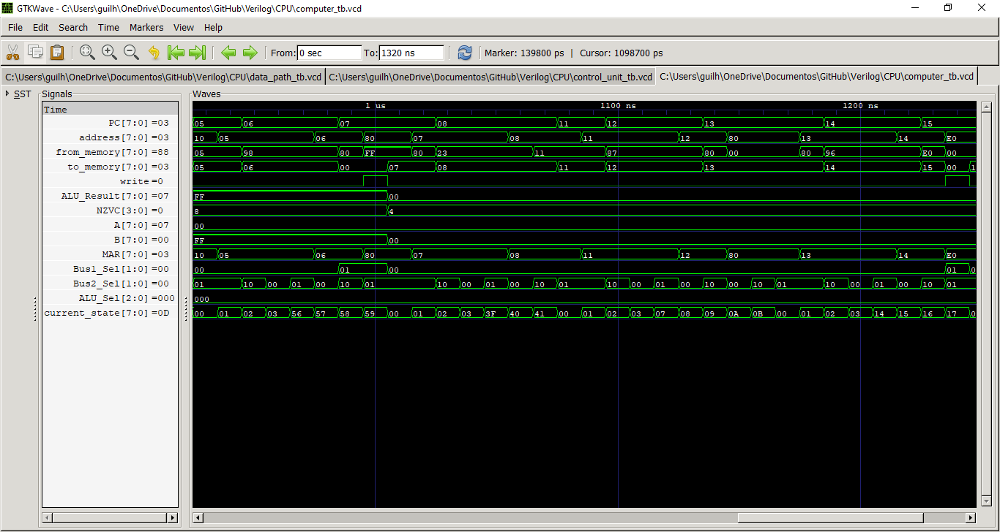 GTKWave - C:\Users\guilh\OneDrive\Documentos\GitHub\Verilog\CPU\computer_tb.vcd
File Edit Search Time Markers View Help
From: 0 sec To: 1320 ns | Marker: 139800 ps | Cursor: 1098700 ps
C:\Users\guilh\OneDrive\Documentos\GitHub\Verilog\CPU\data_path_tb.vcd C:\Users\guilh\OneDrive\Documentos\GitHub\Verilog\CPU\control_unit_tb.vcd C:\Users\guilh\OneDrive\Documentos\GitHub\Verilog\CPU\computer_tb.vcd
SST Signals Waves
Time 1 us 1100 ns 1200 ns
PC[7:0] =03 05 06 07 08 11 12 13 14 15
address[7:0] =03 10 05 06 80 07 08 11 12 80 13 14 E0
from_memory[7:0] =88 05 98 80 FF 80 23 11 87 80 00 80 96 E0 00
to_memory[7:0] =03 05 06 00 07 08 11 12 13 14 15 00 1
write =0
ALU_Result[7:0] =07 FF 00
NZVC[3:0] =0 8 4
A[7:0] =07 00
B[7:0] =00 FF 00
MAR[7:0] =03 10 05 06 80 07 08 11 12 80 13 14 E0
Bus1_Sel[1:0] =00 00 01 00 01 0
Bus2_Sel[1:0] =00 01 10 00 01 00 10 01 10 00 01 00 10 01 10 00 01 00 10 00 10 01 10 00 01 00 10 01
ALU_Sel[2:0] =000 000
current_state[7:0] =0D 00 01 02 03 56 57 58 59 00 01 02 03 3F 40 41 00 01 02 03 07 08 09 0A 0B 00 01 02 03 14 15 16 17 0